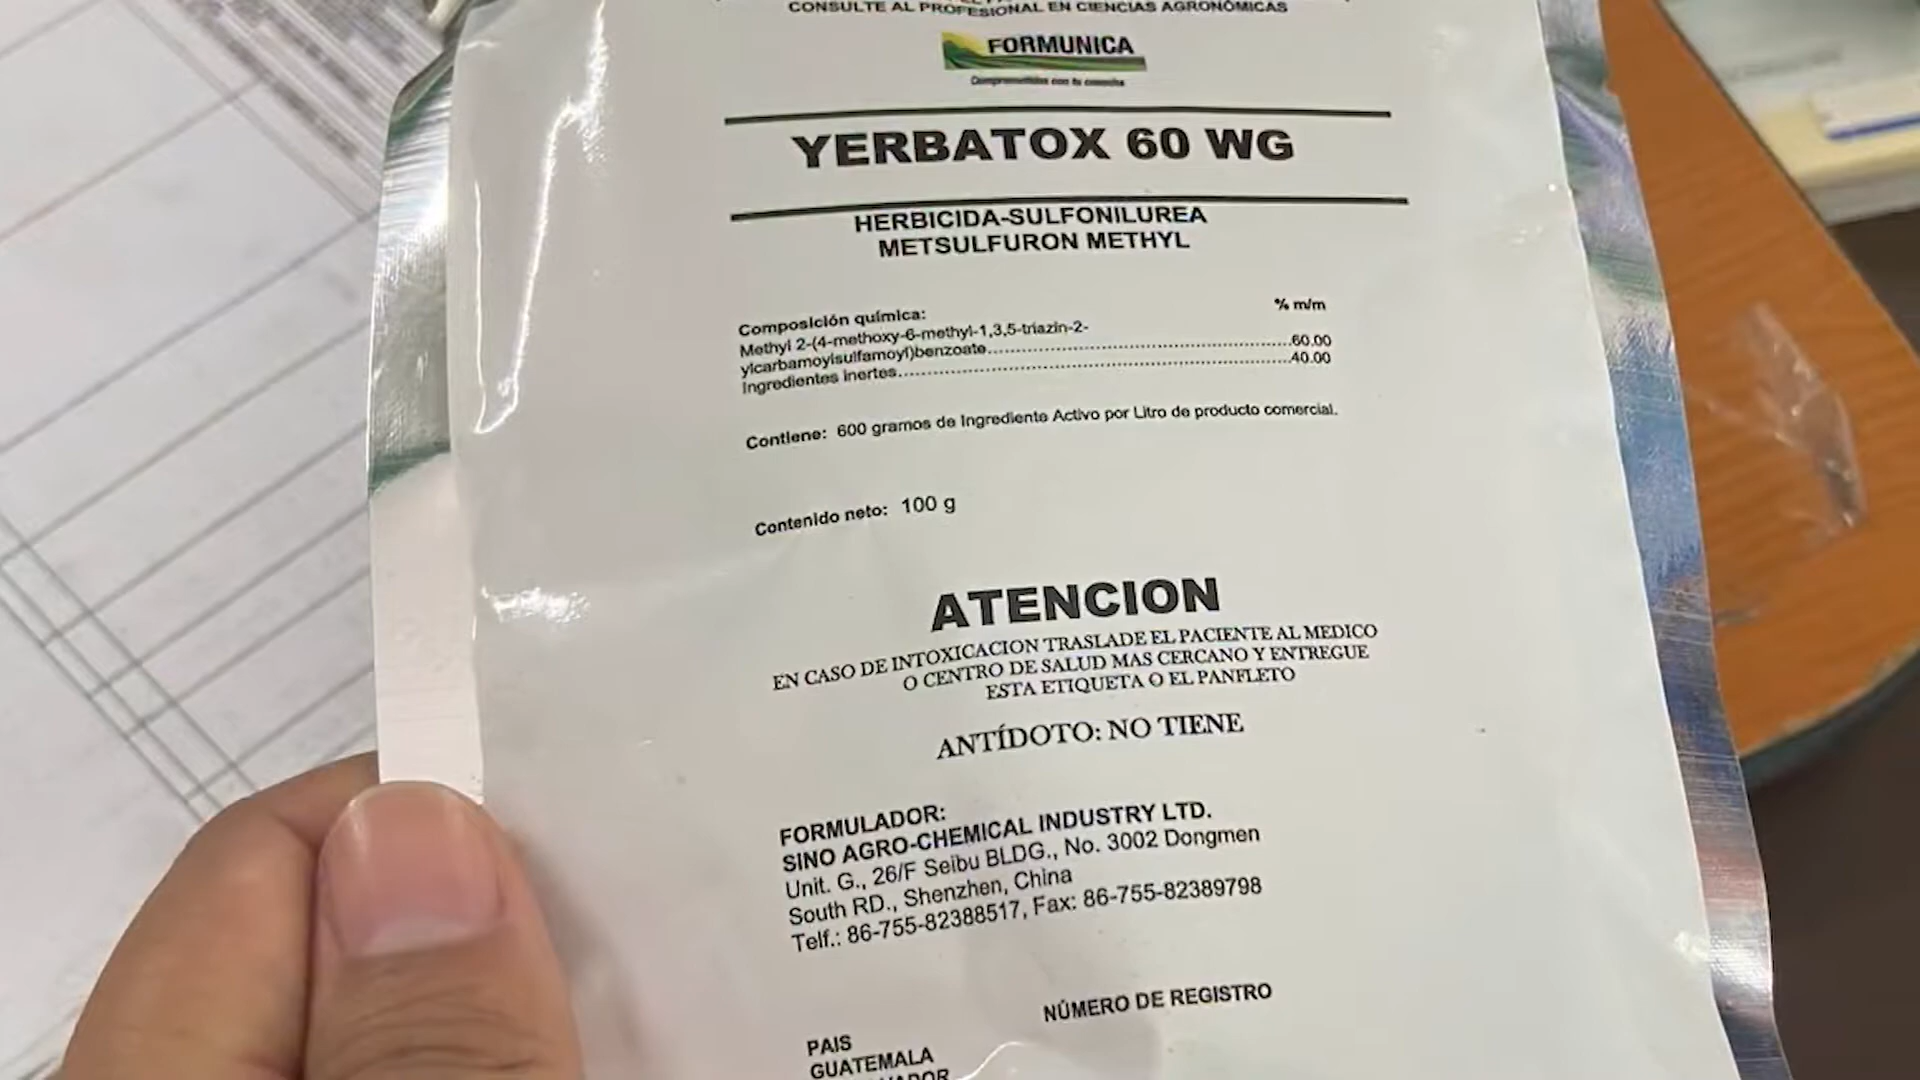 CONSULTE AL PROFESIONAL EN CIENCIAS AGRONÓMICAS
FORMUNICA
Comprometidos con tu cosecha
YERBATOX 60 WG
HERBICIDA-SULFONILUREA
METSULFURON METHYL
Composición química: % m/m
Methyl 2-(4-methoxy-6-methyl-1,3,5-triazin-2-
ylcarbamoylsulfamoyl)benzoate..........60.00
Ingredientes inertes..........40.00
Contiene: 600 gramos de Ingrediente Activo por Litro de producto comercial.
Contenido neto: 100 g
ATENCION
EN CASO DE INTOXICACION TRASLADE EL PACIENTE AL MEDICO
O CENTRO DE SALUD MAS CERCANO Y ENTREGUE
ESTA ETIQUETA O EL PANFLETO
ANTÍDOTO: NO TIENE
FORMULADOR:
SINO AGRO-CHEMICAL INDUSTRY LTD.
Unit. G., 26/F Seibu BLDG., No. 3002 Dongmen
South RD., Shenzhen, China
Telf.: 86-755-82388517, Fax: 86-755-82389798
NÚMERO DE REGISTRO
PAIS
GUATEMALA